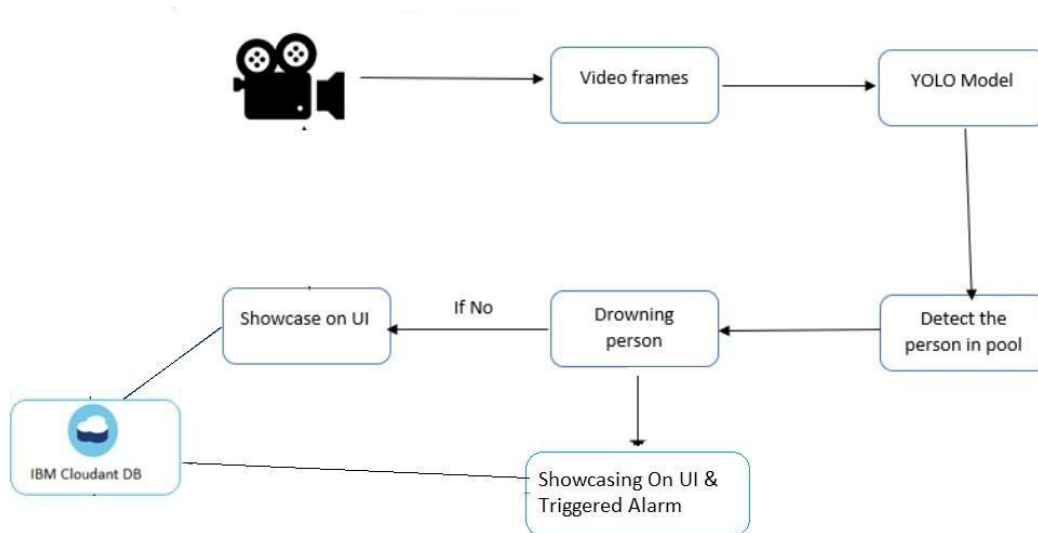 Video frames
YOLO Model
Showcase on UI
If No
Drowning
person
Detect the
person in pool
IBM Cloudant DB
Showcasing On UI &
Triggered Alarm